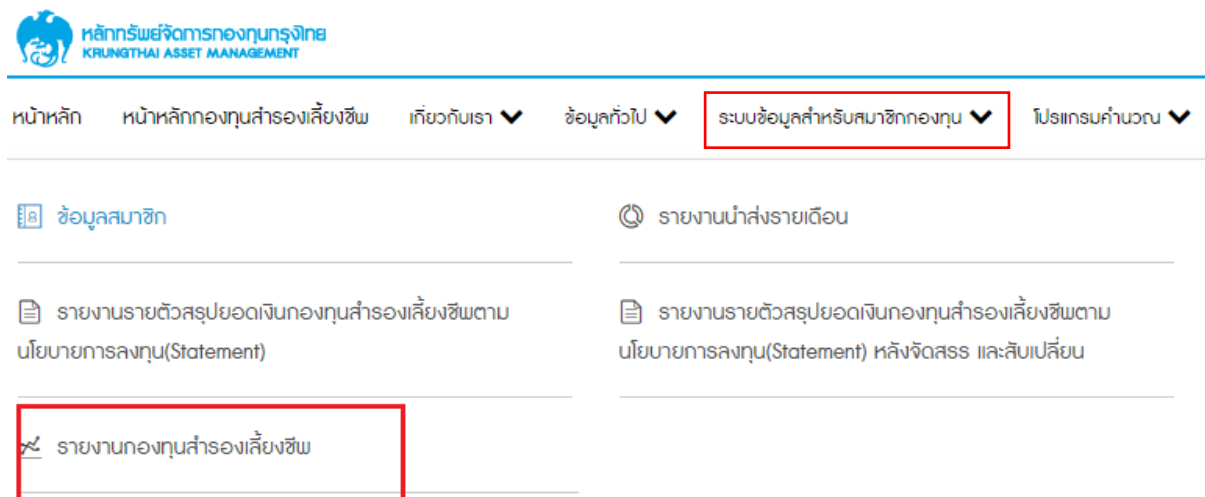 หลักทรัพย์จัดการกองทุนกรุงไทย
KRUNGTHAI ASSET MANAGEMENT
หน้าหลัก หน้าหลักกองทุนสำรองเลี้ยงชีพ เกี่ยวกับเรา ข้อมูลทั่วไป ระบบข้อมูลสำหรับสมาชิกกองทุน โปรแกรมคำนวณ
ข้อมูลสมาชิก
รายงานนำส่งรายเดือน
รายงานรายตัวสรุปยอดเงินกองทุนสำรองเลี้ยงชีพตาม
นโยบายการลงทุน(Statement)
รายงานรายตัวสรุปยอดเงินกองทุนสำรองเลี้ยงชีพตาม
นโยบายการลงทุน(Statement) หลังจัดสรร และสับเปลี่ยน
รายงานกองทุนสำรองเลี้ยงชีพ